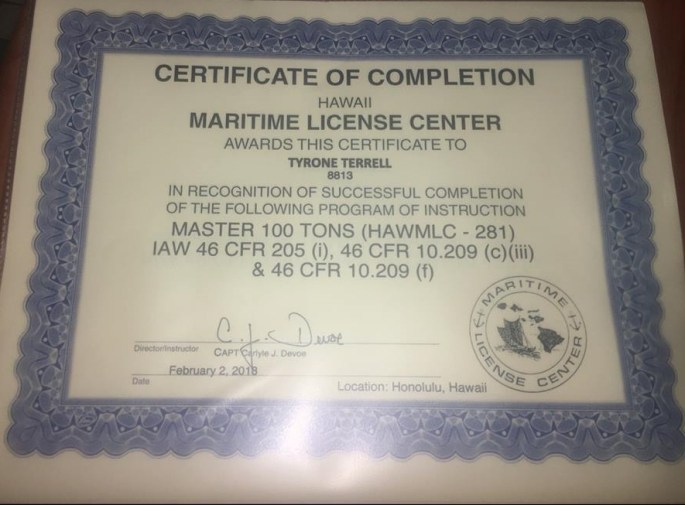 CERTIFICATE OF COMPLETION
HAWAII
MARITIME LICENSE CENTER
AWARDS THIS CERTIFICATE TO
TYRONE TERRELL
8813
IN RECOGNITION OF SUCCESSFUL COMPLETION
OF THE FOLLOWING PROGRAM OF INSTRUCTION
MASTER 100 TONS (HAWMLC - 281)
IAW 46 CFR 205 (i), 46 CFR 10.209 (c)(iii)
& 46 CFR 10.209 (f)
C. J. Devoe
Director/Instructor CAPT Carlyle J. Devoe
February 2, 2018
Date
Location: Honolulu, Hawaii
MARITIME
LICENSE CENTER